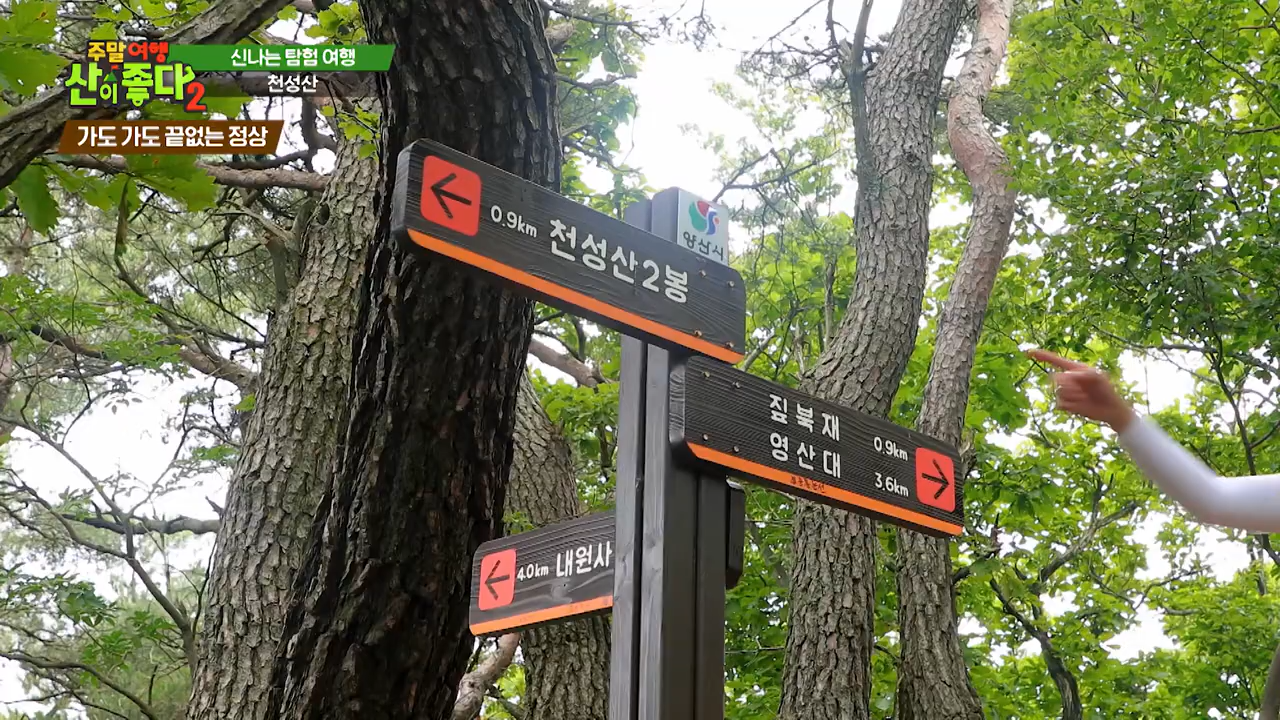 주말 여행
산이 좋다2
신나는 탐험 여행
천성산
가도 가도 끝없는 정상
양산시
0.9km 천성산2봉
짚북재 0.9km
영산대 3.6km
4.0km 내원사